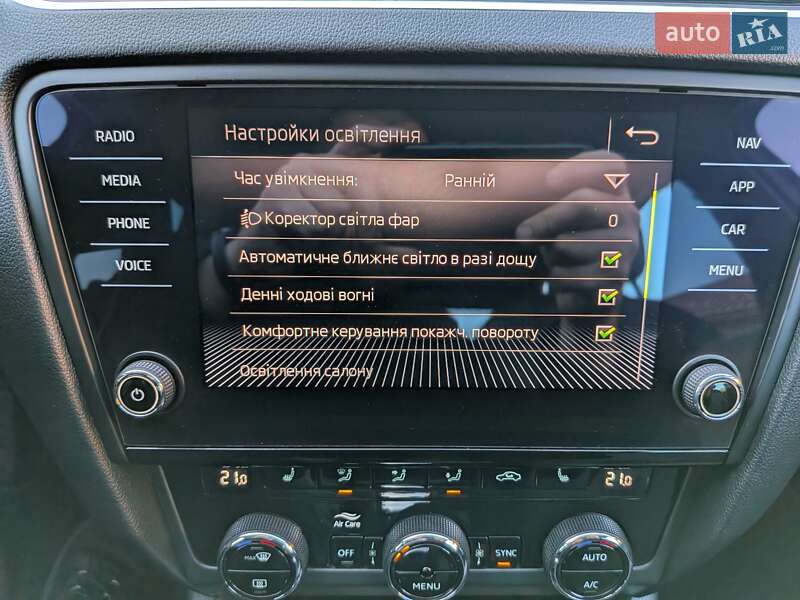 auto RIA.com
RADIO
MEDIA
PHONE
VOICE
Настройки освітлення
Час увімкнення: Ранній
Коректор світла фар 0
Автоматичне ближнє світло в разі дощу
Денні ходові вогні
Комфортне керування покажч. повороту
Освітлення салону
NAV
APP
CAR
MENU
21.0 21.0
Air Care
MAX
OFF
MENU
SYNC
AUTO
A/C